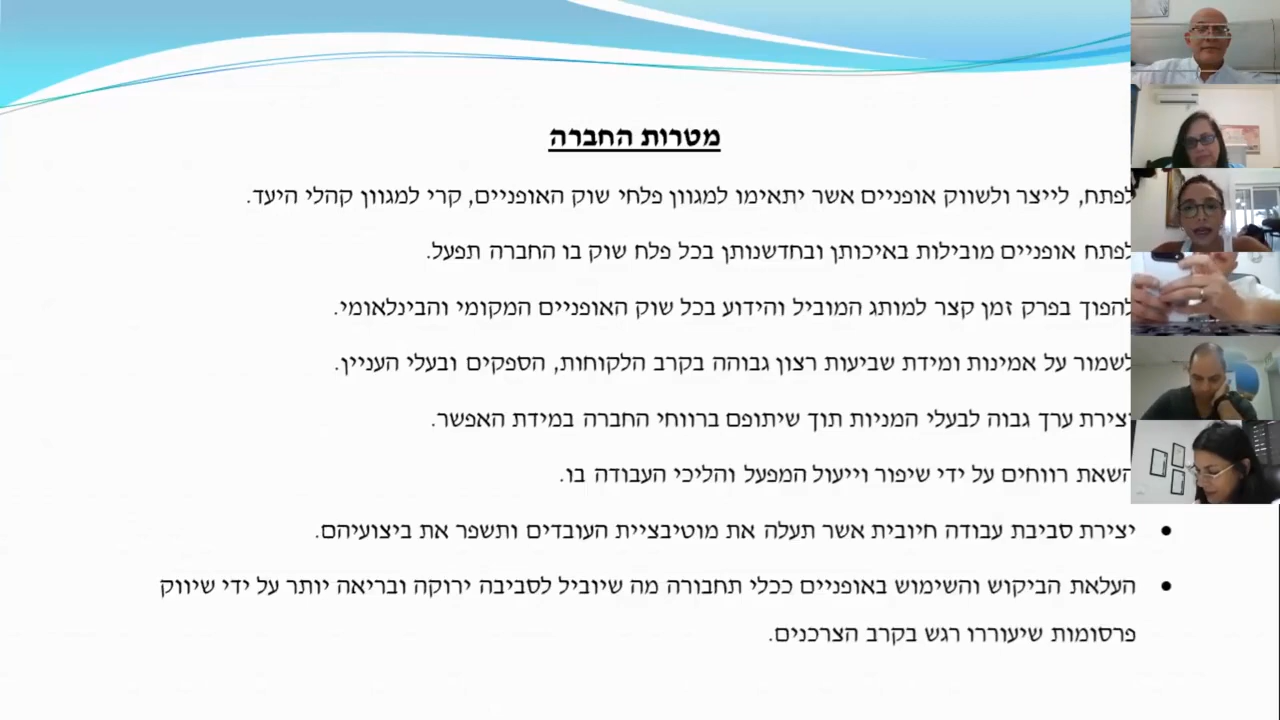 מטרות החברה
לפתח, לייצר ולשווק אופניים אשר יתאימו למגוון פלחי שוק האופניים, קרי למגוון קהלי היעד.
לפתח אופניים מובילות באיכותן ובחדשנותן בכל פלח שוק בו החברה תפעל.
להפוך בפרק זמן קצר למותג המוביל והידוע בכל שוק האופניים המקומי והבינלאומי.
לשמור על אמינות ומידת שביעות רצון גבוהה בקרב הלקוחות, הספקים ובעלי העניין.
יצירת ערך גבוה לבעלי המניות תוך שיתופם ברווחי החברה במידת האפשר.
השאת רווחים על ידי שיפור וייעול המפעל והליכי העבודה בו.
• יצירת סביבת עבודה חיובית אשר תעלה את מוטיבציית העובדים ותשפר את ביצועיהם.
• העלאת הביקוש והשימוש באופניים ככלי תחבורה מה שיוביל לסביבה ירוקה ובריאה יותר על ידי שיווק
פרסומות שיעוררו רגש בקרב הצרכנים.